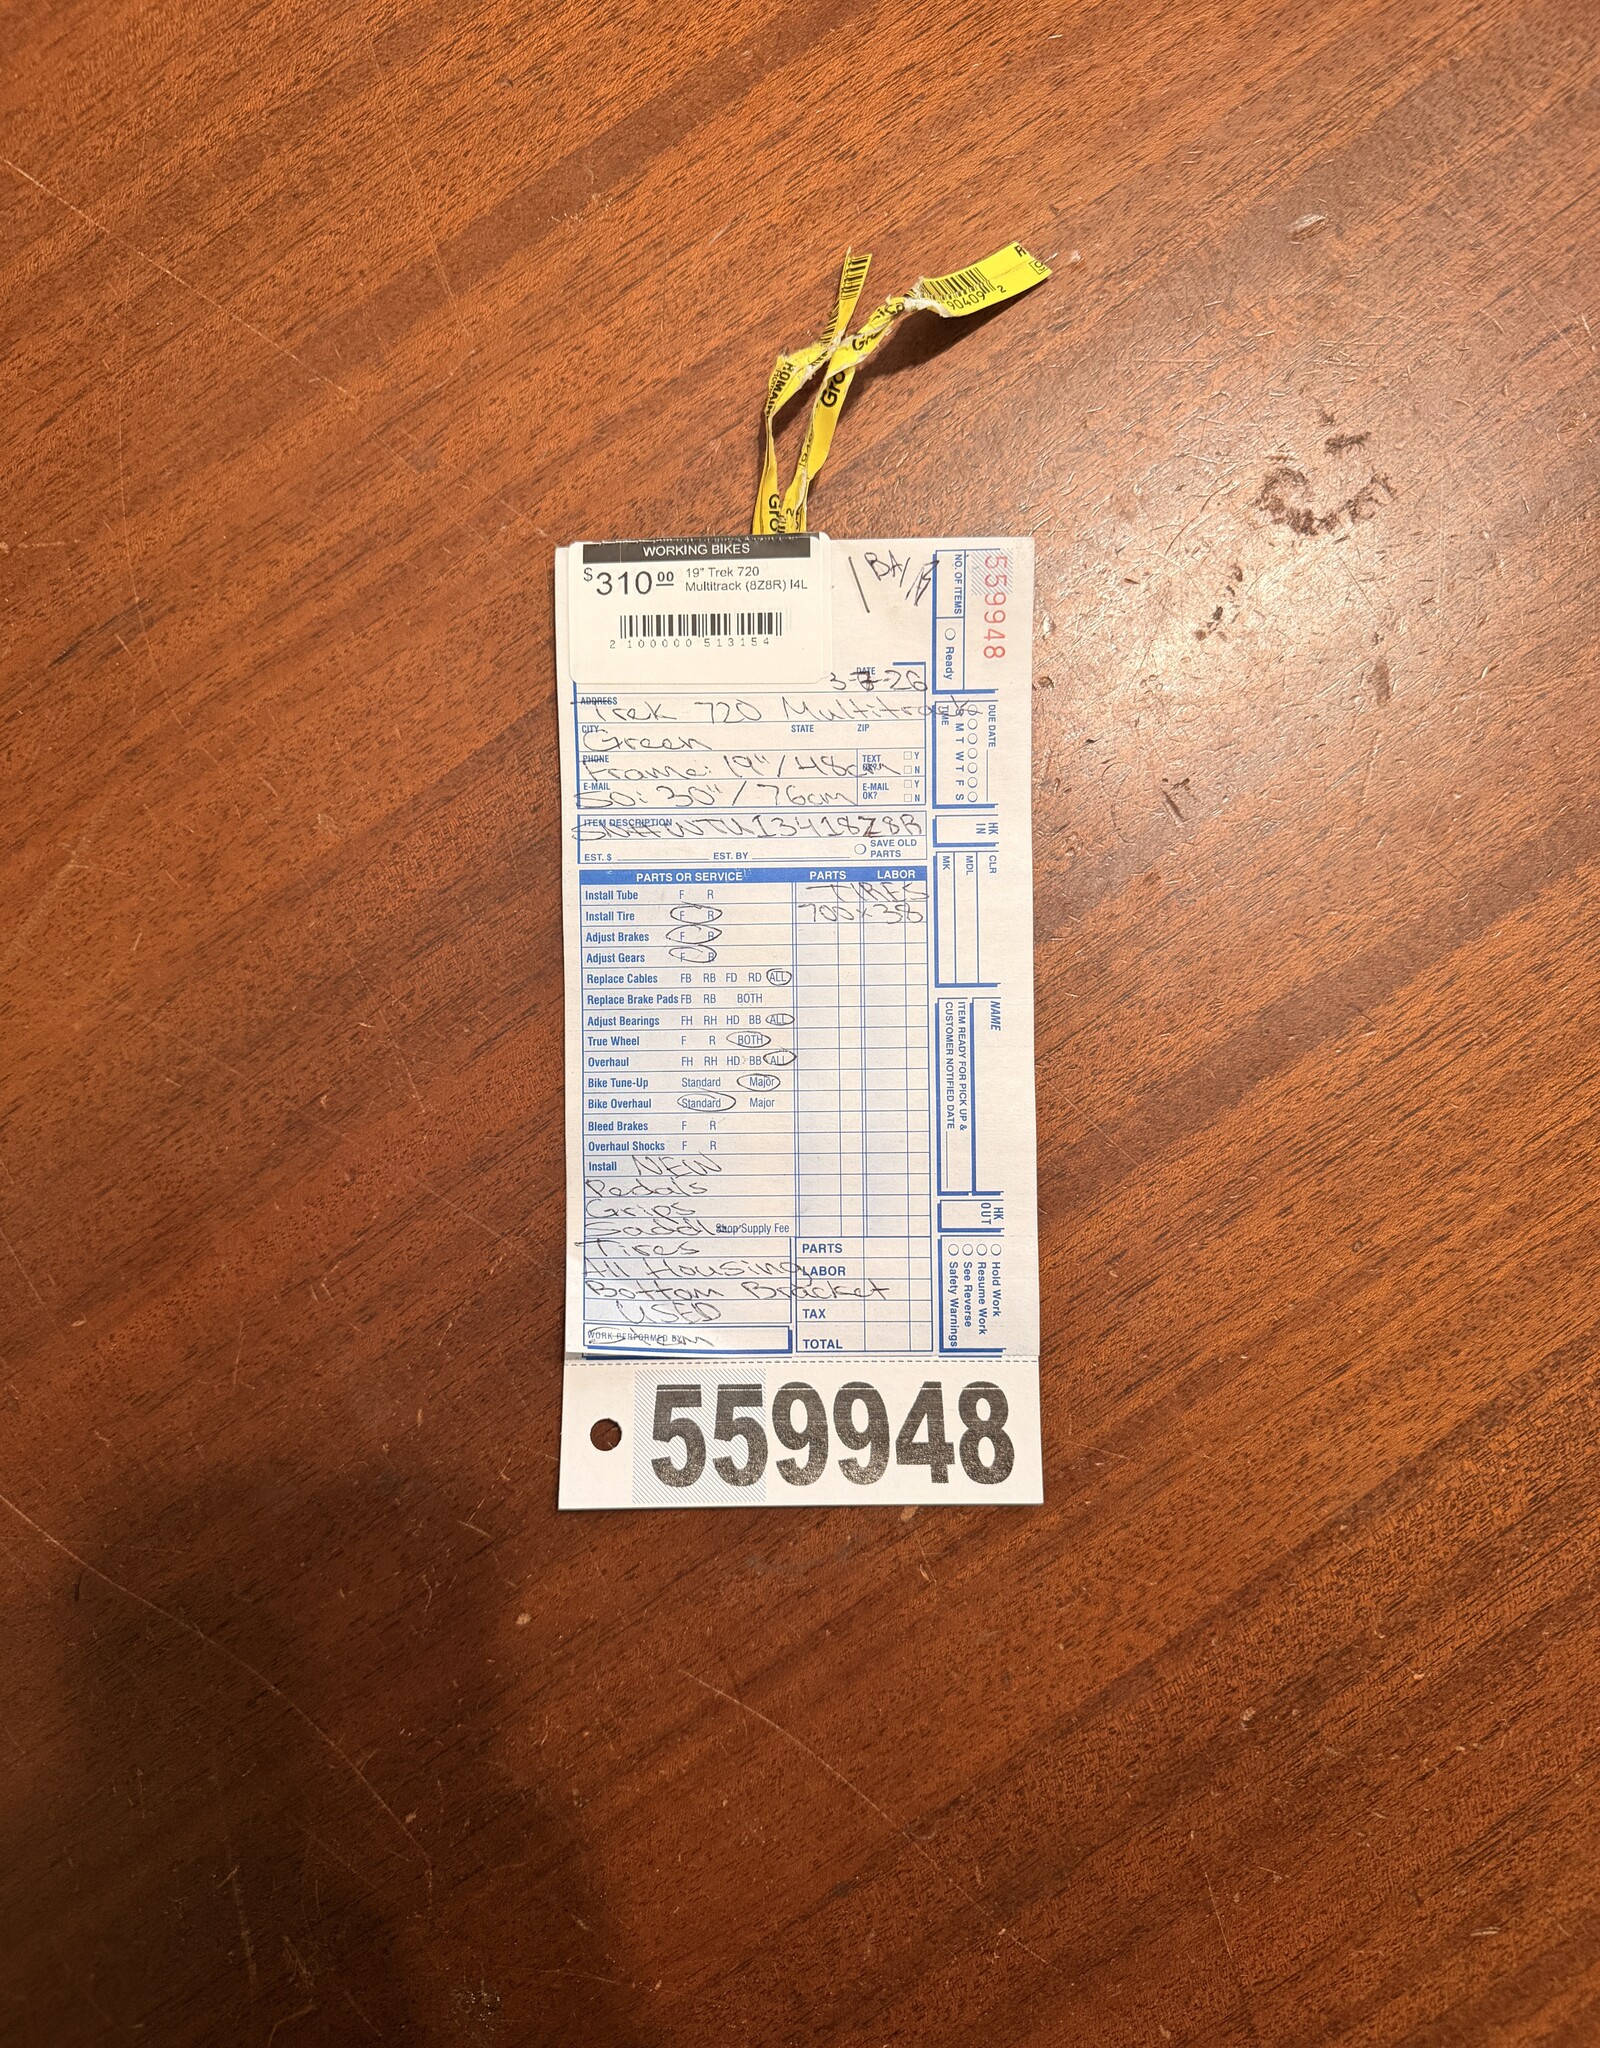 90409 2
Gro
WORKING BIKES
$310.00 19" Trek 720
Multitrack (8Z8R) I4L
2 100000 513154
DATE
ADDRESS
Trek 720 Multitrack
CITY STATE ZIP
Green
PHONE TEXT Y
Frame: 19"/48cm N
E-MAIL E-MAIL OK? Y
SO: 30"/76cm N
ITEM DESCRIPTION
EST. $ EST. BY SAVE OLD PARTS
PARTS OR SERVICE PARTS LABOR
Install Tube F R TIRES
Install Tire F R 700x38
Adjust Brakes F R
Adjust Gears F R
Replace Cables FB RB FD RD ALL
Replace Brake Pads FB RB BOTH
Adjust Bearings FH RH HD BB ALL
True Wheel F R BOTH
Overhaul FH RH HD BB ALL
Bike Tune-Up Standard Major
Bike Overhaul Standard Major
Bleed Brakes F R
Overhaul Shocks F R
Install NEW
Pedals
Grips
Saddle Shop Supply Fee
Tires PARTS
All Housing LABOR
Bottom Bracket
USED TAX
WORK PERFORMED BY
TOTAL
559948
NO. OF ITEMS
Ready
DUE DATE
TIME
S M T W T F S
HK IN
CLR
MDL
MK
NAME
ITEM READY FOR PICK UP &
CUSTOMER NOTIFIED DATE
HK OUT
Hold Work
Resume Work
See Reverse
Safety Warnings
559948